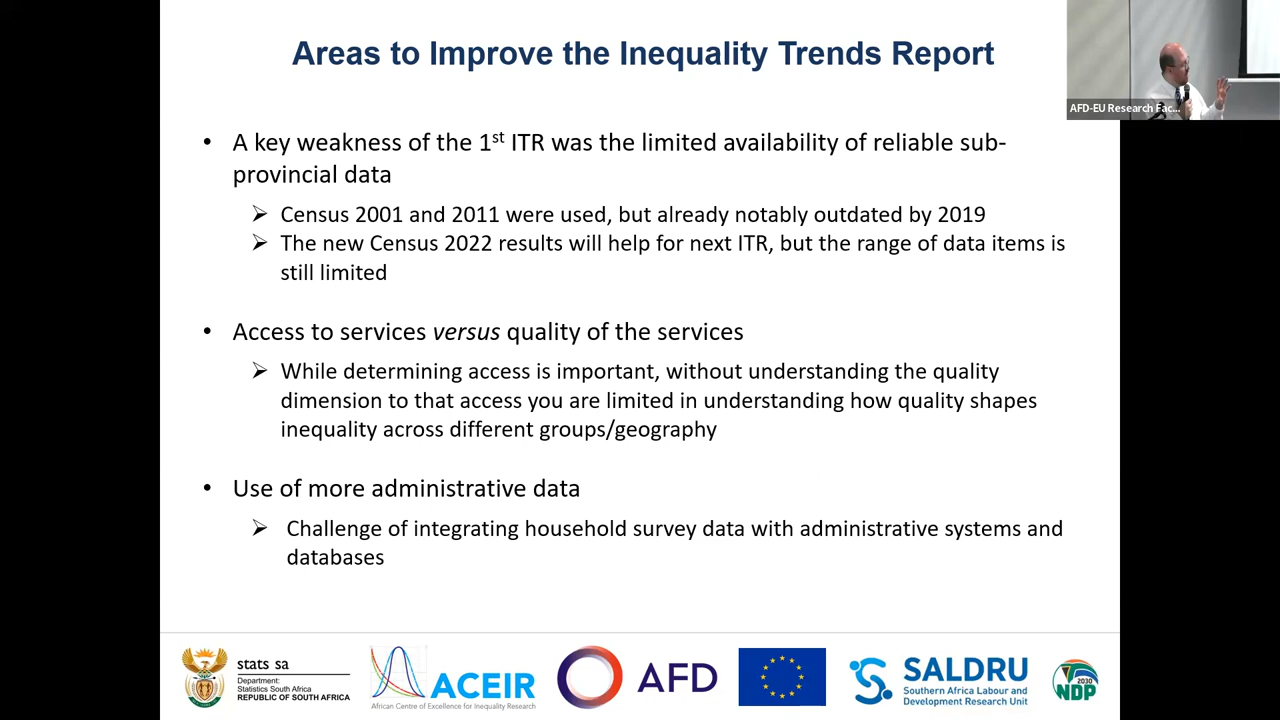 Areas to Improve the Inequality Trends Report
AFD-EU Research Fac...
• A key weakness of the 1st ITR was the limited availability of reliable sub-
provincial data
➢ Census 2001 and 2011 were used, but already notably outdated by 2019
➢ The new Census 2022 results will help for next ITR, but the range of data items is
still limited
• Access to services versus quality of the services
➢ While determining access is important, without understanding the quality
dimension to that access you are limited in understanding how quality shapes
inequality across different groups/geography
• Use of more administrative data
➢ Challenge of integrating household survey data with administrative systems and
databases
stats sa
Department:
Statistics South Africa
REPUBLIC OF SOUTH AFRICA
ACEIR
African Centre of Excellence for Inequality Research
AFD
SALDRU
Southern Africa Labour and
Development Research Unit
2030
NDP